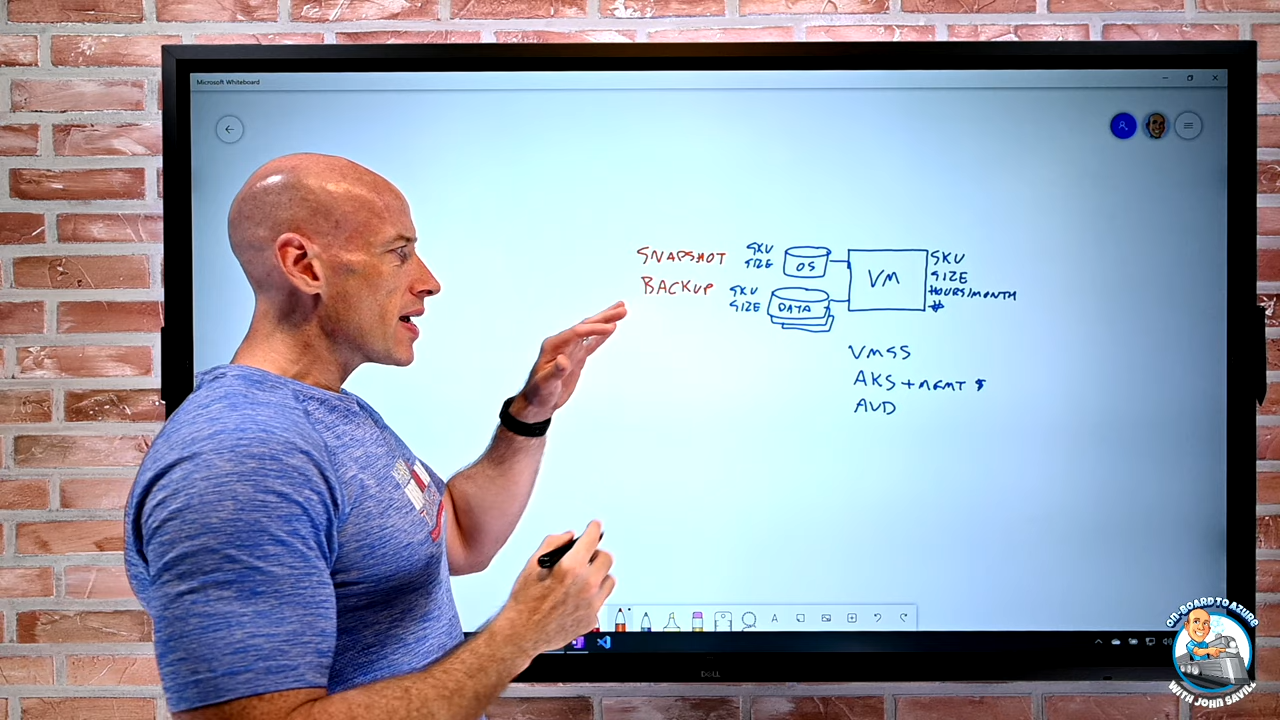 Microsoft Whiteboard
SNAPSHOT
BACKUP
SKU
SIZE
OS
SKU
SIZE
DATA
VM
SKU
SIZE
HOURS/MONTH
#
VMSS
AKS + MGMT $
AVD
A
DELL
ON-BOARD TO AZURE
WITH JOHN SAVILL